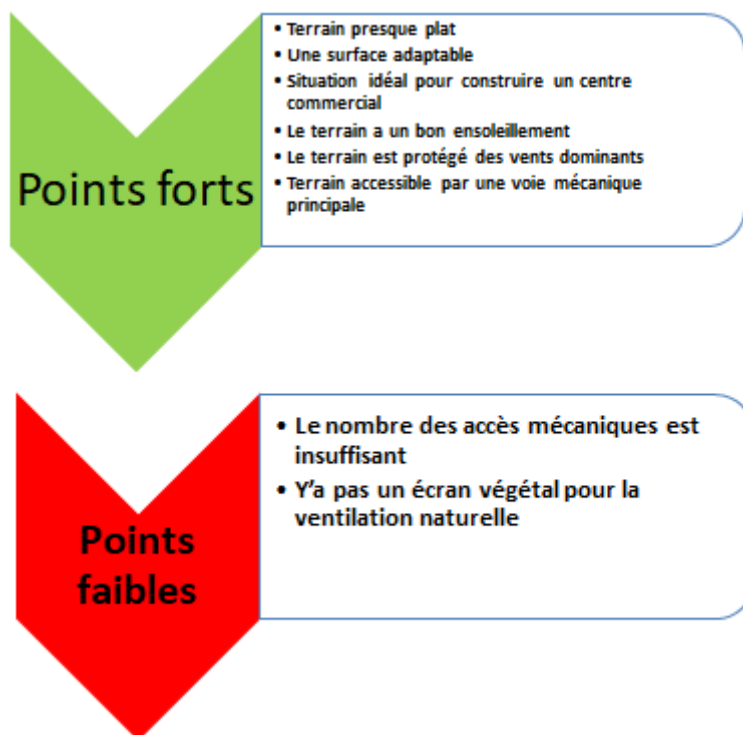 Points forts
• Terrain presque plat
• Une surface adaptable
• Situation idéal pour construire un centre
commercial
• Le terrain a un bon ensoleillement
• Le terrain est protégé des vents dominants
• Terrain accessible par une voie mécanique
principale
Points
faibles
• Le nombre des accès mécaniques est
insuffisant
• Y'a pas un écran végétal pour la
ventilation naturelle